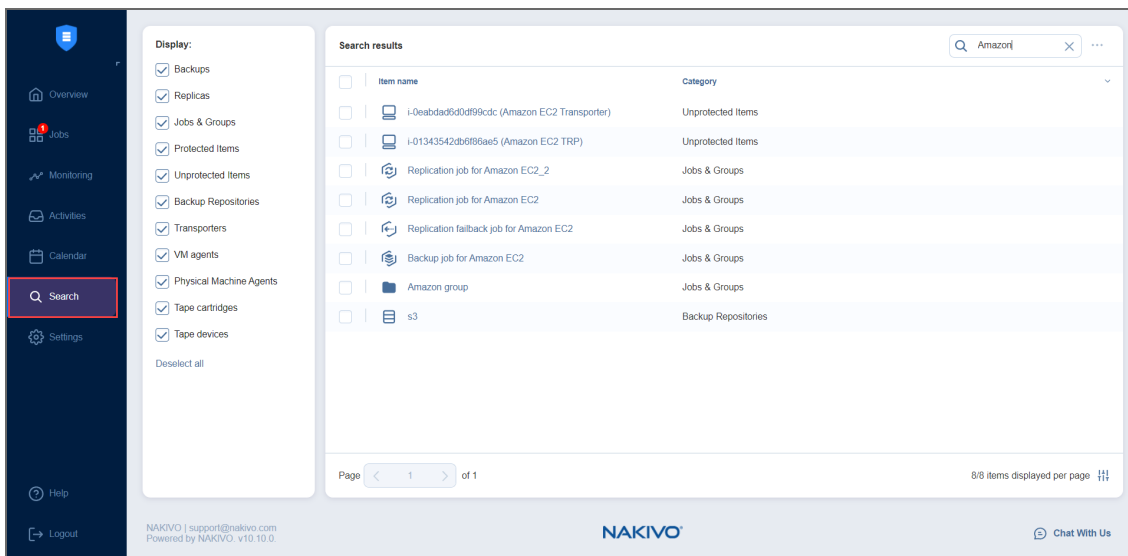 Overview
1
Jobs
Monitoring
Activities
Calendar
Search
Settings
Help
Logout
Display:
Backups
Replicas
Jobs & Groups
Protected Items
Unprotected Items
Backup Repositories
Transporters
VM agents
Physical Machine Agents
Tape cartridges
Tape devices
Deselect all
Search results
Amazon
Item name Category
i-0eabdad6d0df99cdc (Amazon EC2 Transporter) Unprotected Items
i-01343542db6f86ae5 (Amazon EC2 TRP) Unprotected Items
Replication job for Amazon EC2_2 Jobs & Groups
Replication job for Amazon EC2 Jobs & Groups
Replication failback job for Amazon EC2 Jobs & Groups
Backup job for Amazon EC2 Jobs & Groups
Amazon group Jobs & Groups
s3 Backup Repositories
Page 1 of 1
8/8 items displayed per page
NAKIVO | support@nakivo.com
Powered by NAKIVO. v10.10.0.
NAKIVO
Chat With Us